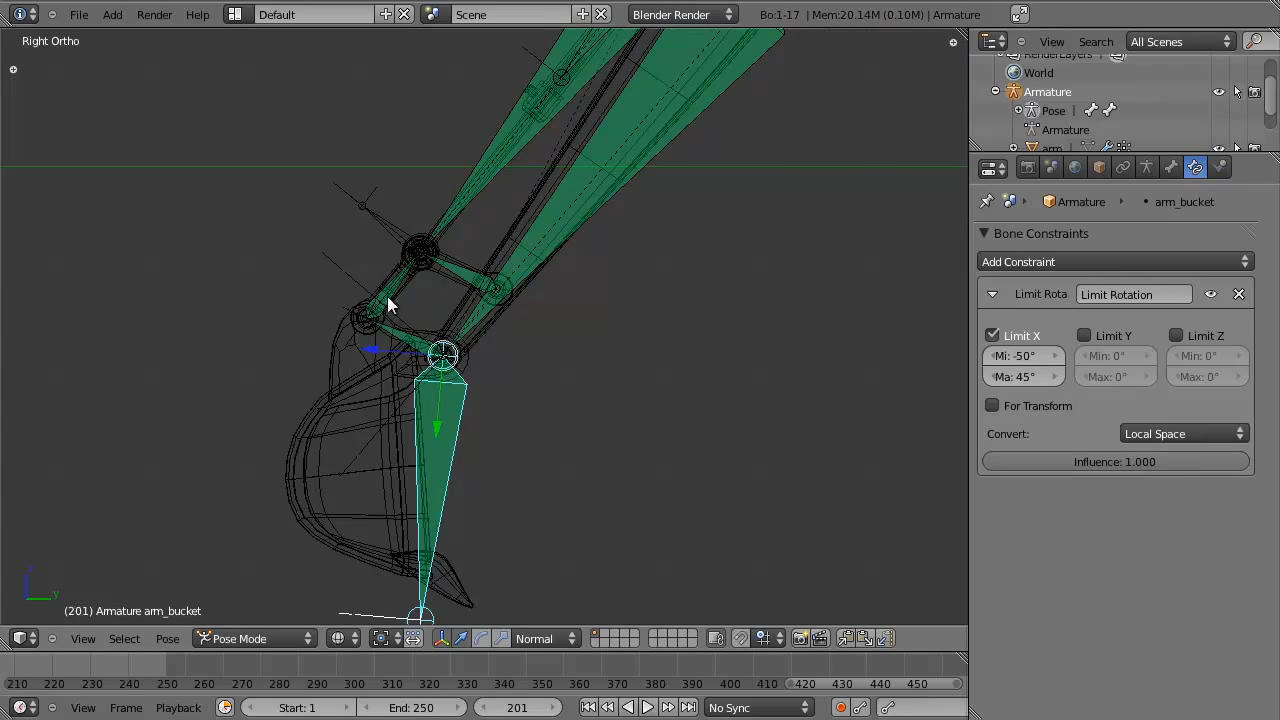 File Add Render Help Default Scene Blender Render Bo:1-17 | Mem:20.14M (0.10M) | Armature
Right Ortho
View Search All Scenes
RenderLayers
World
Armature
Pose
Armature
arm
Armature arm_bucket
Bone Constraints
Add Constraint
Limit Rota Limit Rotation
Limit X Limit Y Limit Z
Mi: -50° Min: 0° Min: 0°
Ma: 45° Max: 0° Max: 0°
For Transform
Convert: Local Space
Influence: 1.000
z
y
(201) Armature arm_bucket
View Select Pose Pose Mode Normal
210 220 230 240 250 260 270 280 290 300 310 320 330 340 350 360 370 380 390 400 410 420 430 440 450
View Frame Playback Start: 1 End: 250 201 No Sync